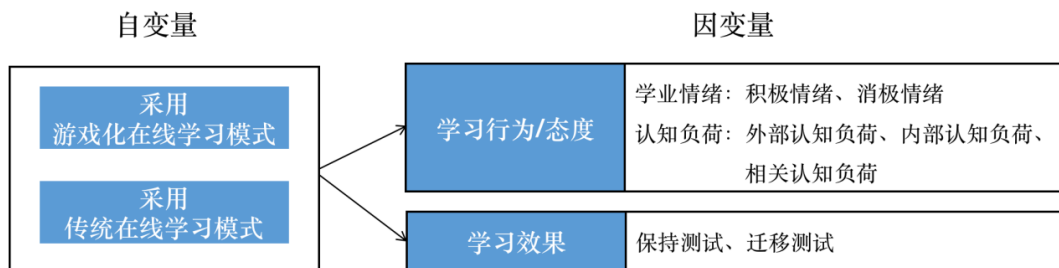 自变量
因变量
采用
游戏化在线学习模式
采用
传统在线学习模式
学习行为/态度
学业情绪：积极情绪、消极情绪
认知负荷：外部认知负荷、内部认知负荷、
相关认知负荷
学习效果
保持测试、迁移测试